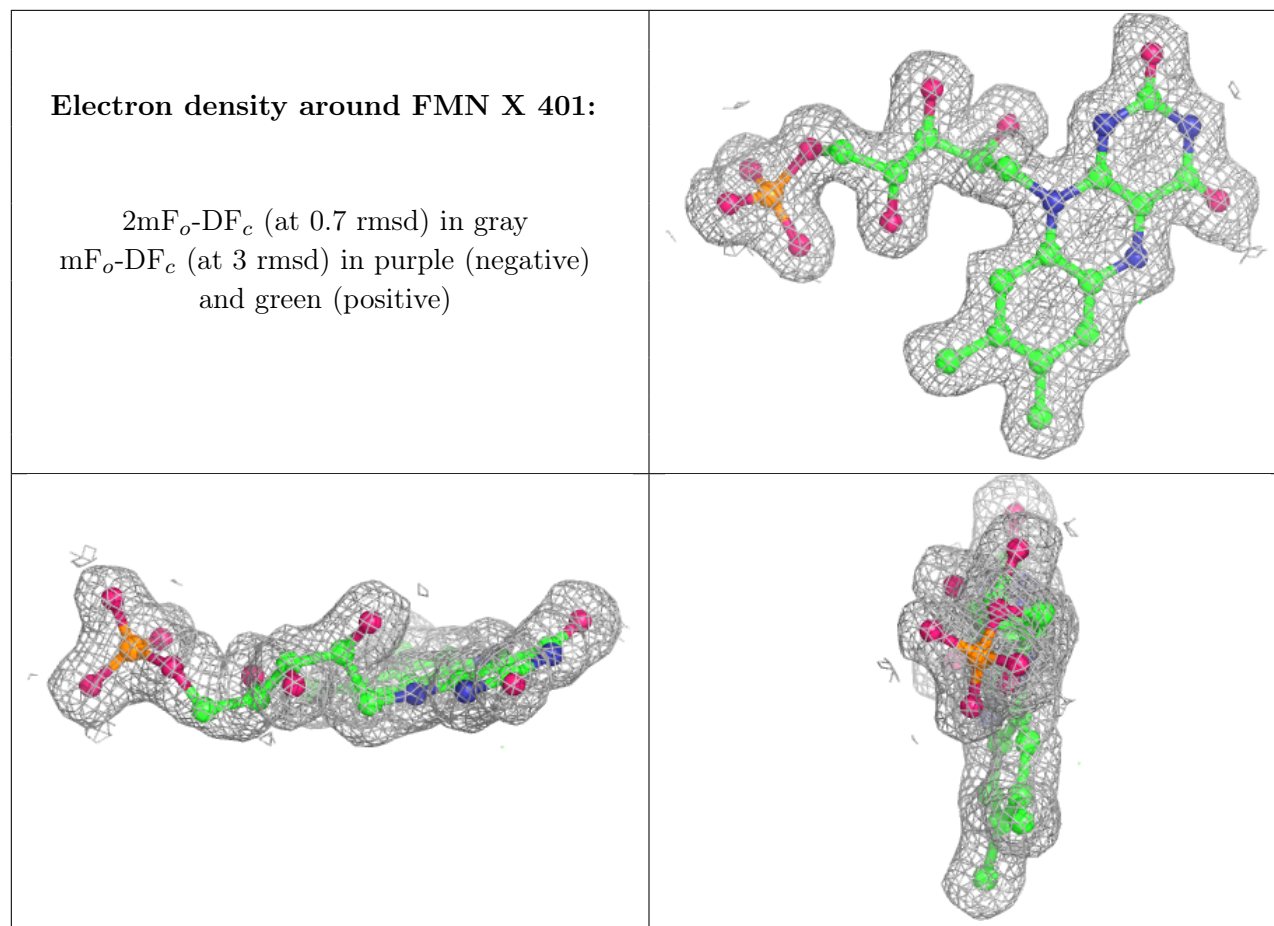 Electron density around FMN X 401:
2mFo-DFc (at 0.7 rmsd) in gray
mFo-DFc (at 3 rmsd) in purple (negative)
and green (positive)